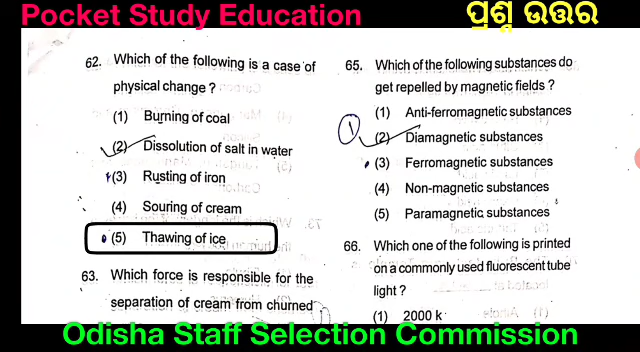 Pocket Study Education
ପ୍ରଶ୍ନ ଉତ୍ତର
62. Which of the following is a case of
physical change ?
(1) Burning of coal
(2) Dissolution of salt in water
(3) Rusting of iron
(4) Souring of cream
(5) Thawing of ice
63. Which force is responsible for the
separation of cream from churned
65. Which of the following substances do
get repelled by magnetic fields ?
(1) Anti-ferromagnetic substances
(2) Diamagnetic substances
(3) Ferromagnetic substances
(4) Non-magnetic substances
(5) Paramagnetic substances
66. Which one of the following is printed
on a commonly used fluorescent tube
light ?
(1) 2000 k
Odisha Staff Selection Commission